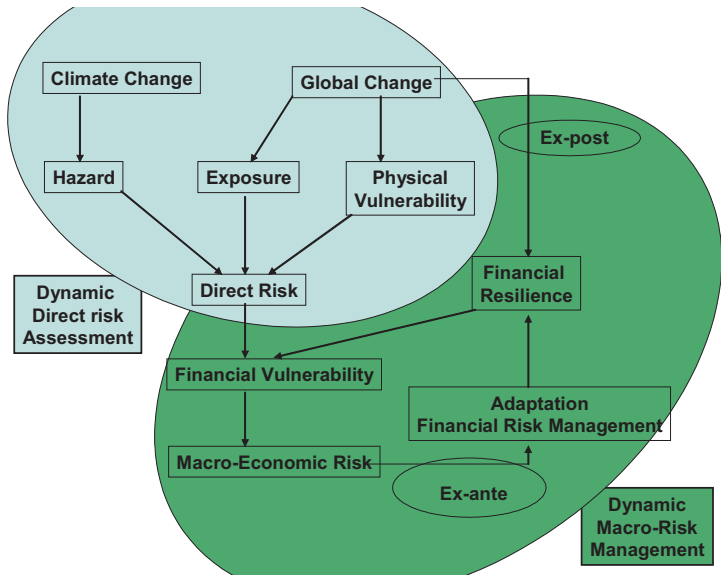 Climate Change
Global Change
Ex-post
Hazard
Exposure
Physical
Vulnerability
Dynamic
Direct risk
Assessment
Direct Risk
Financial
Resilience
Financial Vulnerability
Adaptation
Financial Risk Management
Macro-Economic Risk
Ex-ante
Dynamic
Macro-Risk
Management